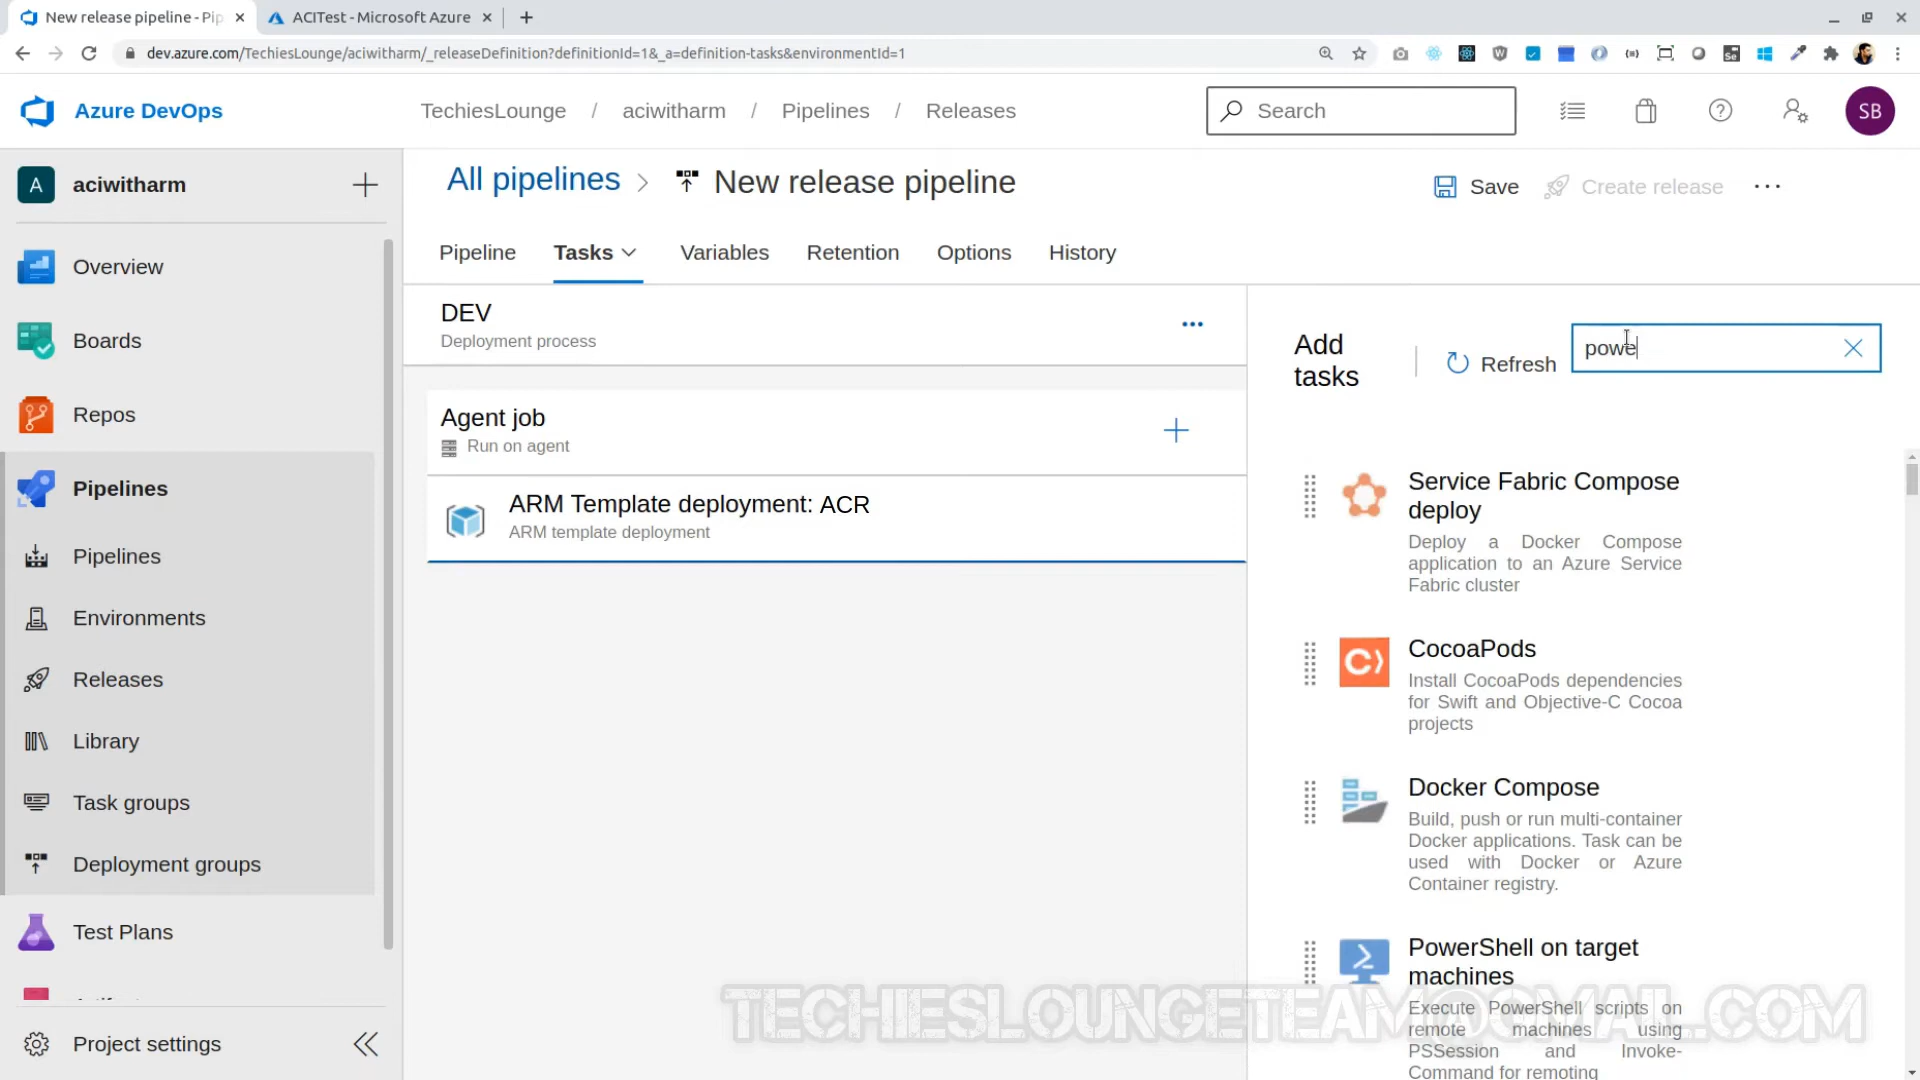 New release pipeline - Pip
ACITest - Microsoft Azure
dev.azure.com/TechiesLounge/aciwitharm/_releaseDefinition?definitionId=1&_a=definition-tasks&environmentId=1
Azure DevOps
TechiesLounge / aciwitharm / Pipelines / Releases
Search
SB
A
aciwitharm
All pipelines
New release pipeline
Save
Create release
Pipeline
Tasks
Variables
Retention
Options
History
Overview
Boards
Repos
Pipelines
Pipelines
Environments
Releases
Library
Task groups
Deployment groups
Test Plans
Project settings
DEV
Deployment process
Agent job
Run on agent
ARM Template deployment: ACR
ARM template deployment
Add
tasks
Refresh
powe
Service Fabric Compose
deploy
Deploy a Docker Compose
application to an Azure Service
Fabric cluster
CocoaPods
Install CocoaPods dependencies
for Swift and Objective-C Cocoa
projects
Docker Compose
Build, push or run multi-container
Docker applications. Task can be
used with Docker or Azure
Container registry.
PowerShell on target
machines
Execute PowerShell scripts on
remote machines using
PSSession and Invoke-
Command for remoting
TECHIESLOUNGETEAM@GMAIL.COM